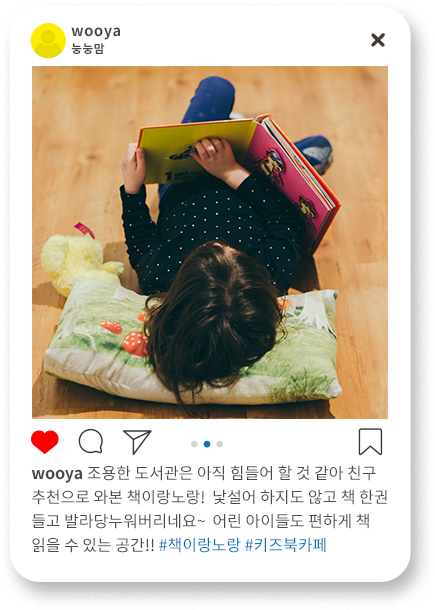 wooya
눙눙맘
wooya 조용한 도서관은 아직 힘들어 할 것 같아 친구
추천으로 와본 책이랑노랑! 낯설어 하지도 않고 책 한권
들고 발라당누워버리네요~ 어린 아이들도 편하게 책
읽을 수 있는 공간!! #책이랑노랑 #키즈북카페